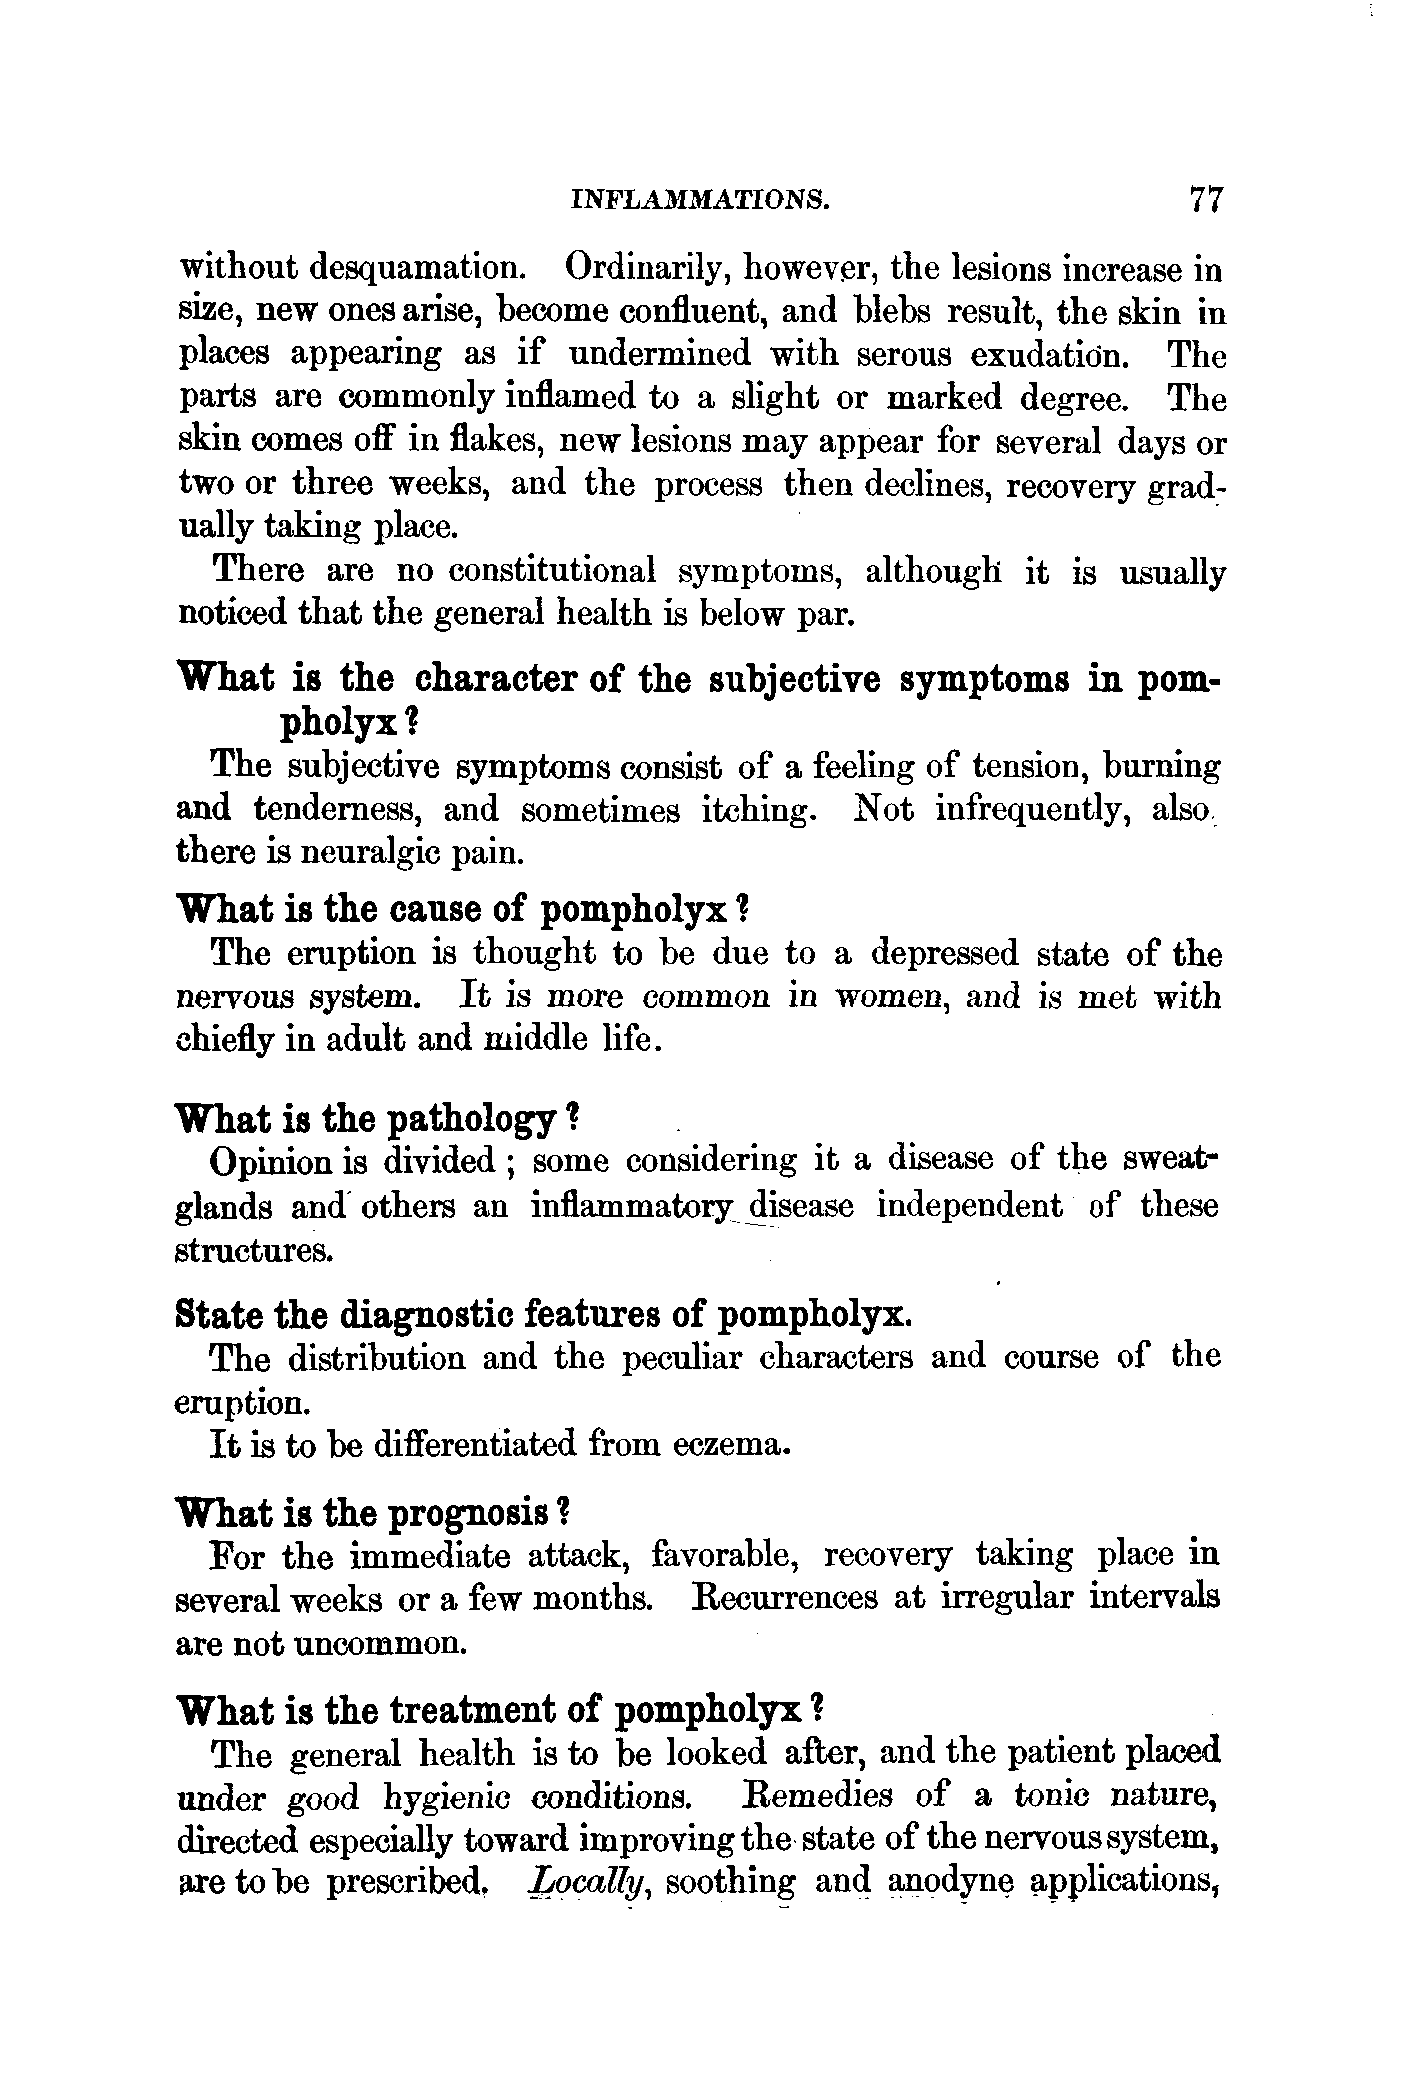 INFLAMMATIONS. 77
without desquamation. Ordinarily, however, the lesions increase in
size, new ones arise, become confluent, and blebs result, the skin in
places appearing as if undermined with serous exudation. The
parts are commonly inflamed to a slight or marked degree. The
skin comes off in flakes, new lesions may appear for several days or
two or three weeks, and the process then declines, recovery grad-
ually taking place.
There are no constitutional symptoms, although it is usually
noticed that the general health is below par.
What is the character of the subjective symptoms in pom-
pholyx?
The subjective symptoms consist of a feeling of tension, burning
and tenderness, and sometimes itching. Not infrequently, also,
there is neuralgic pain.
What is the cause of pompholyx?
The eruption is thought to be due to a depressed state of the
nervous system. It is more common in women, and is met with
chiefly in adult and middle life.
What is the pathology?
Opinion is divided; some considering it a disease of the sweat-
glands and others an inflammatory disease independent of these
structures.
State the diagnostic features of pompholyx.
The distribution and the peculiar characters and course of the
eruption.
It is to be differentiated from eczema.
What is the prognosis?
For the immediate attack, favorable, recovery taking place in
several weeks or a few months. Recurrences at irregular intervals
are not uncommon.
What is the treatment of pompholyx?
The general health is to be looked after, and the patient placed
under good hygienic conditions. Remedies of a tonic nature,
directed especially toward improving the state of the nervous system,
are to be prescribed. Locally, soothing and anodyne applications,